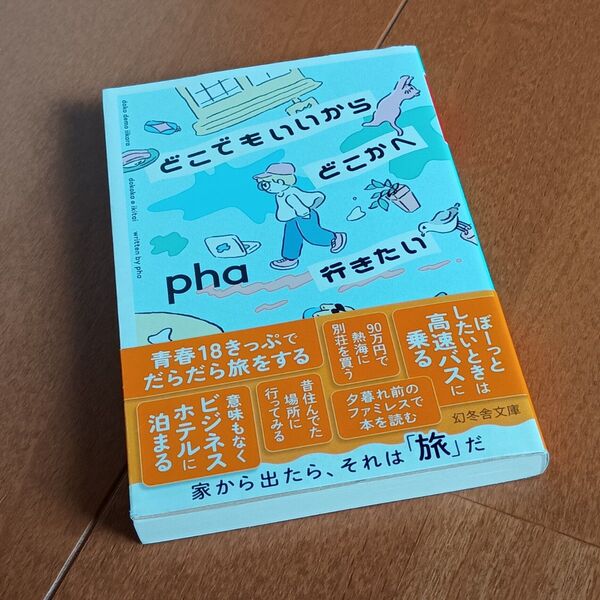 どこでもいいから
どこかへ
行きたい
pha
doko demo iikara
dokoka e ikitai
written by pha
青春18きっぷで
だらだら旅をする
90万円で
熱海に
別荘を買う
ぼーっと
したいときは
高速バスに
乗る
意味もなく
ビジネス
ホテルに
泊まる
昔住んでた
場所に
行ってみる
夕暮れ前の
ファミレスで
本を読む
幻冬舎文庫
家から出たら、それは「旅」だ